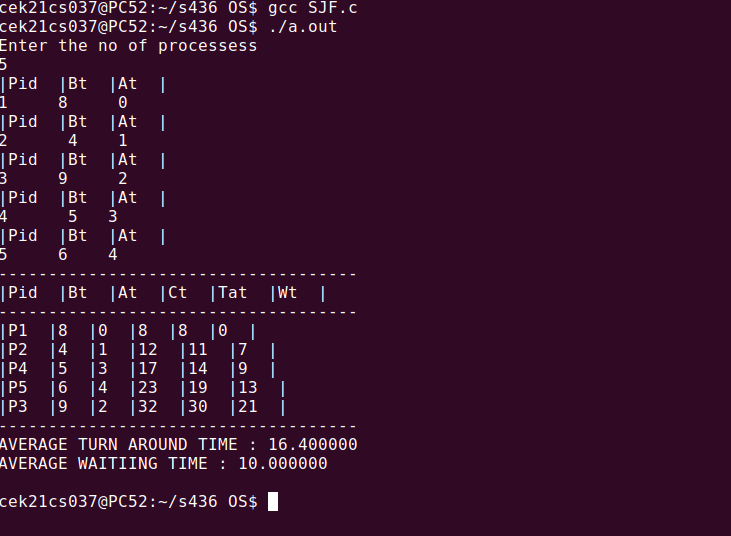 cek21cs037@PC52:~/s436 OS$ gcc SJF.c
cek21cs037@PC52:~/s436 OS$ ./a.out
Enter the no of processess
5
|Pid  |Bt  |At  |
1     8     0
|Pid  |Bt  |At  |
2      4    1
|Pid  |Bt  |At  |
3     9     2
|Pid  |Bt  |At  |
4      5   3
|Pid  |Bt  |At  |
5     6    4
------------------------------------
|Pid  |Bt  |At  |Ct  |Tat  |Wt  |
------------------------------------
|P1  |8  |0  |8  |8  |0  |
|P2  |4  |1  |12  |11  |7  |
|P4  |5  |3  |17  |14  |9  |
|P5  |6  |4  |23  |19  |13  |
|P3  |9  |2  |32  |30  |21  |
------------------------------------
AVERAGE TURN AROUND TIME : 16.400000
AVERAGE WAITIING TIME : 10.000000
cek21cs037@PC52:~/s436 OS$